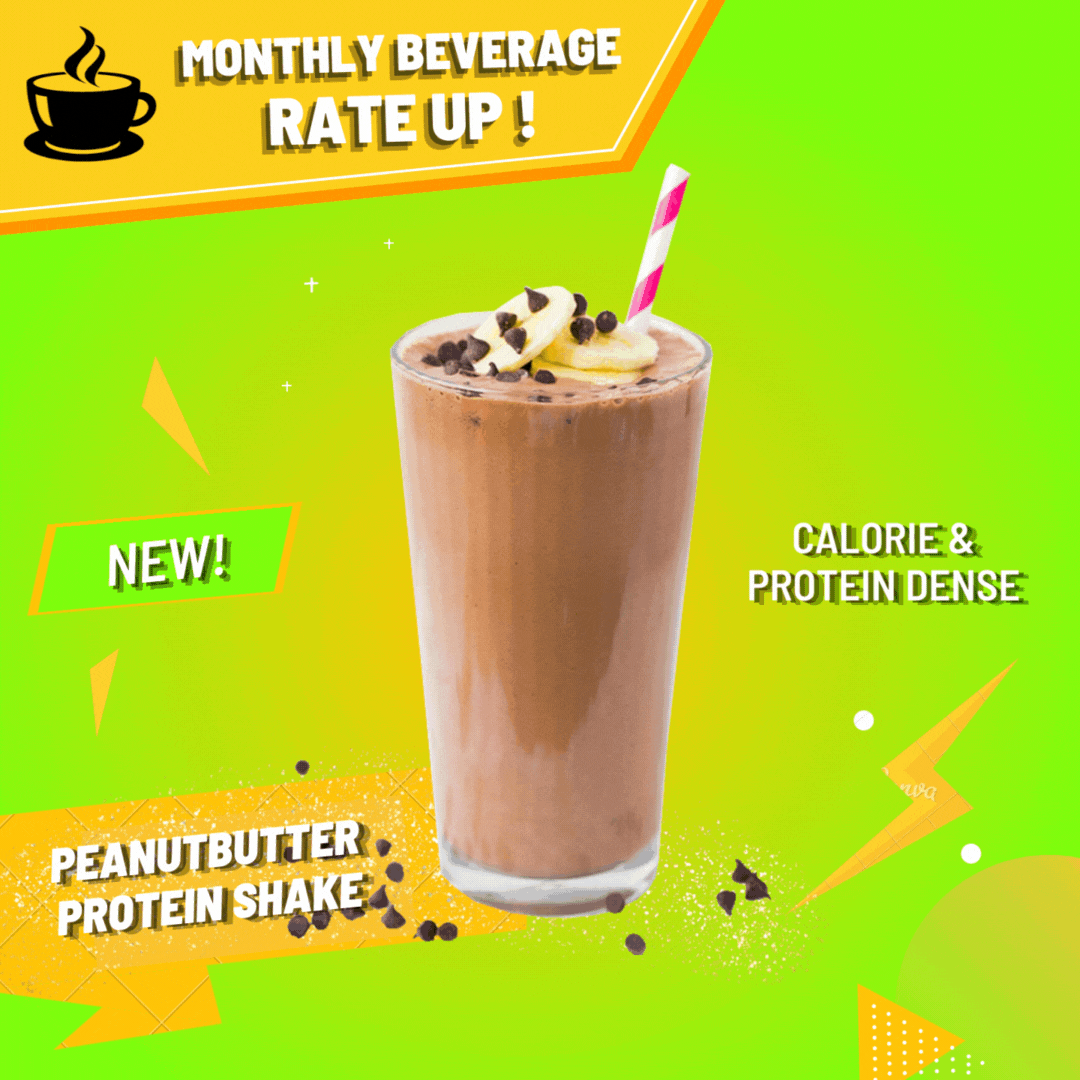 MONTHLY BEVERAGE
RATE UP !
NEW!
CALORIE &
PROTEIN DENSE
PEANUTBUTTER
PROTEIN SHAKE